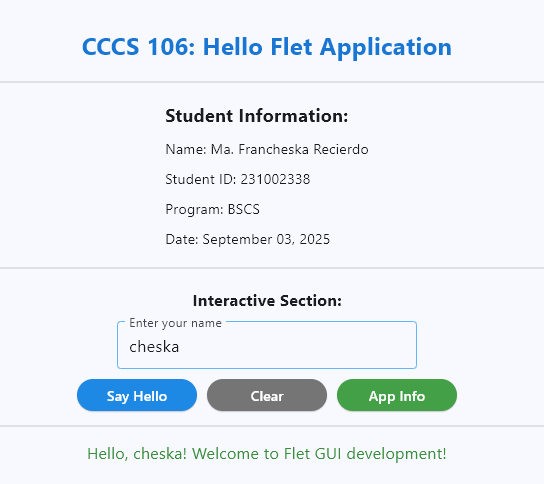 CCCS 106: Hello Flet Application
Student Information:
Name: Ma. Francheska Recierdo
Student ID: 231002338
Program: BSCS
Date: September 03, 2025
Interactive Section:
Enter your name
cheska
Say Hello Clear App Info
Hello, cheska! Welcome to Flet GUI development!